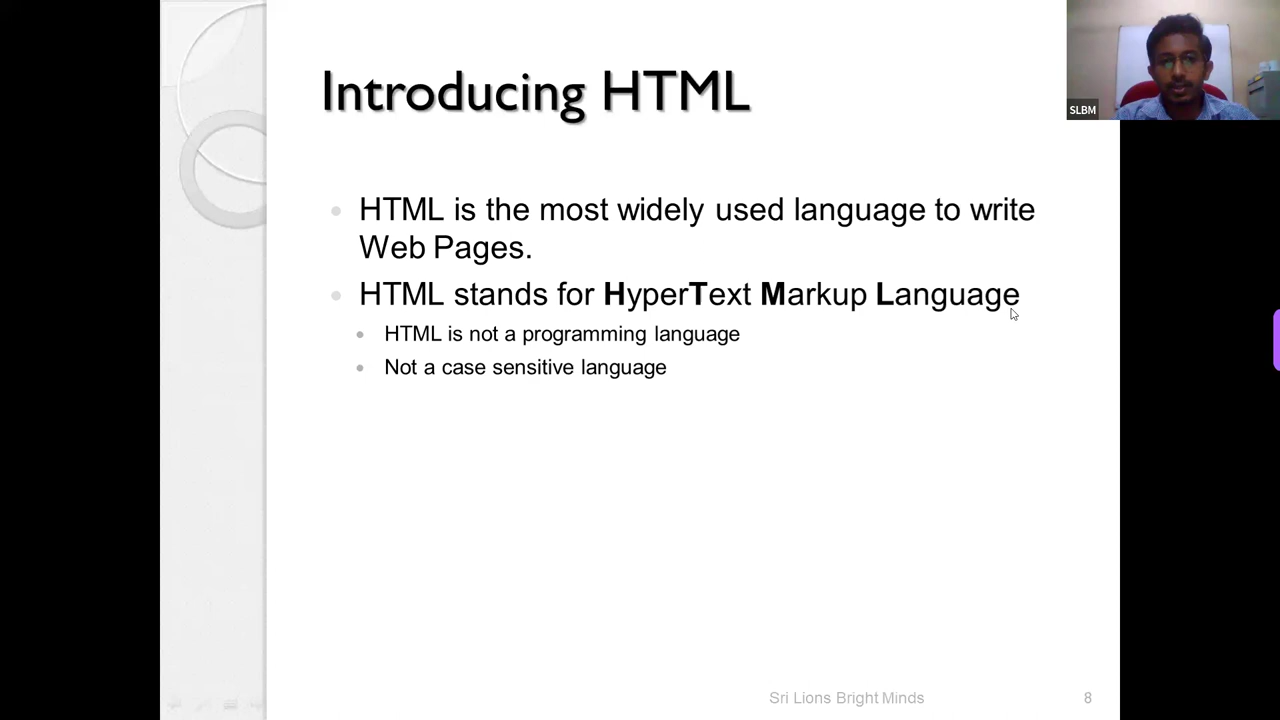 Introducing HTML
SLBM
HTML is the most widely used language to write
Web Pages.
HTML stands for HyperText Markup Language
HTML is not a programming language
Not a case sensitive language
Sri Lions Bright Minds
8